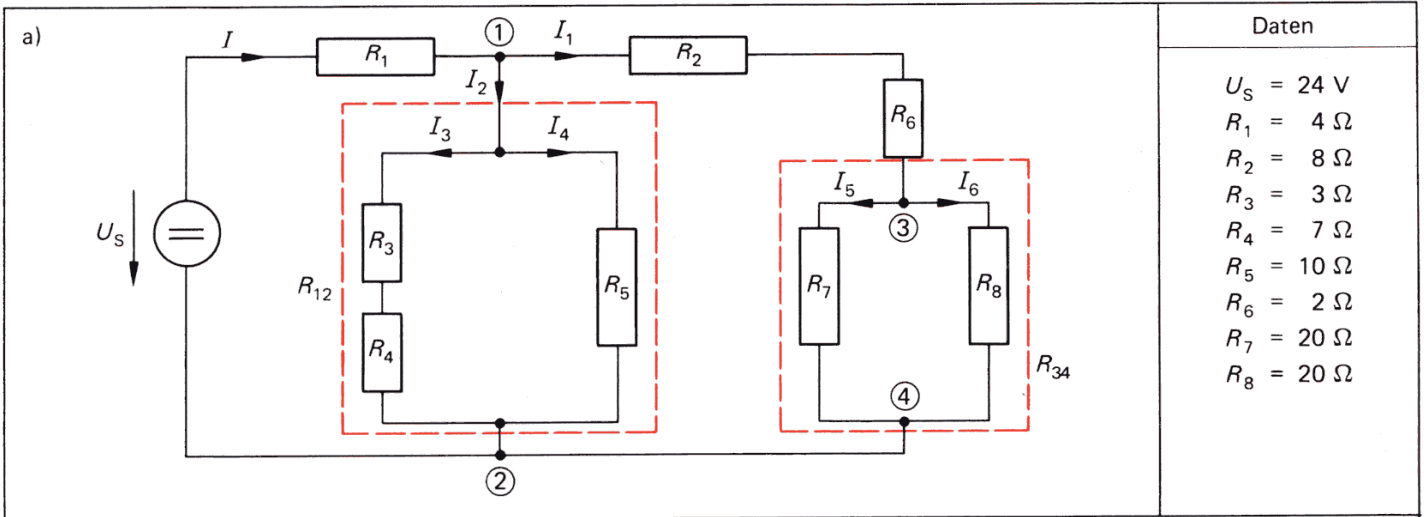 a)
I
R₁
①
I₁
R₂
I₂
R₆
I₃
I₄
I₅
I₆
③
U_S
R₃
R₁₂
R₅
R₇
R₈
R₄
R₃₄
④
②
Daten
U_S = 24 V
R₁ = 4 Ω
R₂ = 8 Ω
R₃ = 3 Ω
R₄ = 7 Ω
R₅ = 10 Ω
R₆ = 2 Ω
R₇ = 20 Ω
R₈ = 20 Ω